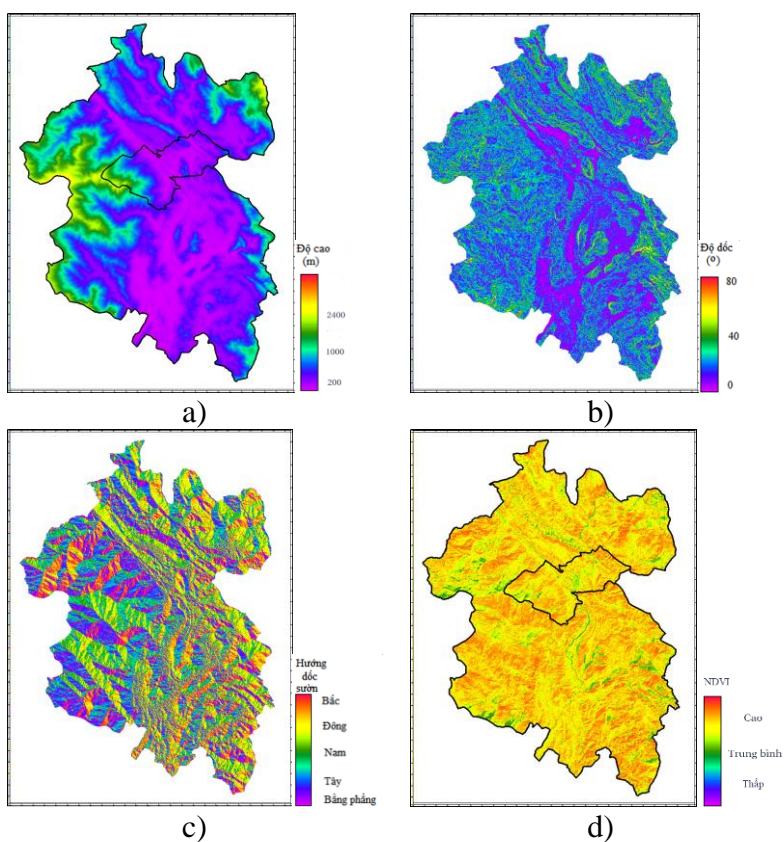 Độ cao
(m)
2400
1000
200
a)
Độ dốc
(º)
80
40
0
b)
Hướng
dốc
sườn
Bắc
Đông
Nam
Tây
Bằng phẳng
c)
NDVI
Cao
Trung bình
Thấp
d)